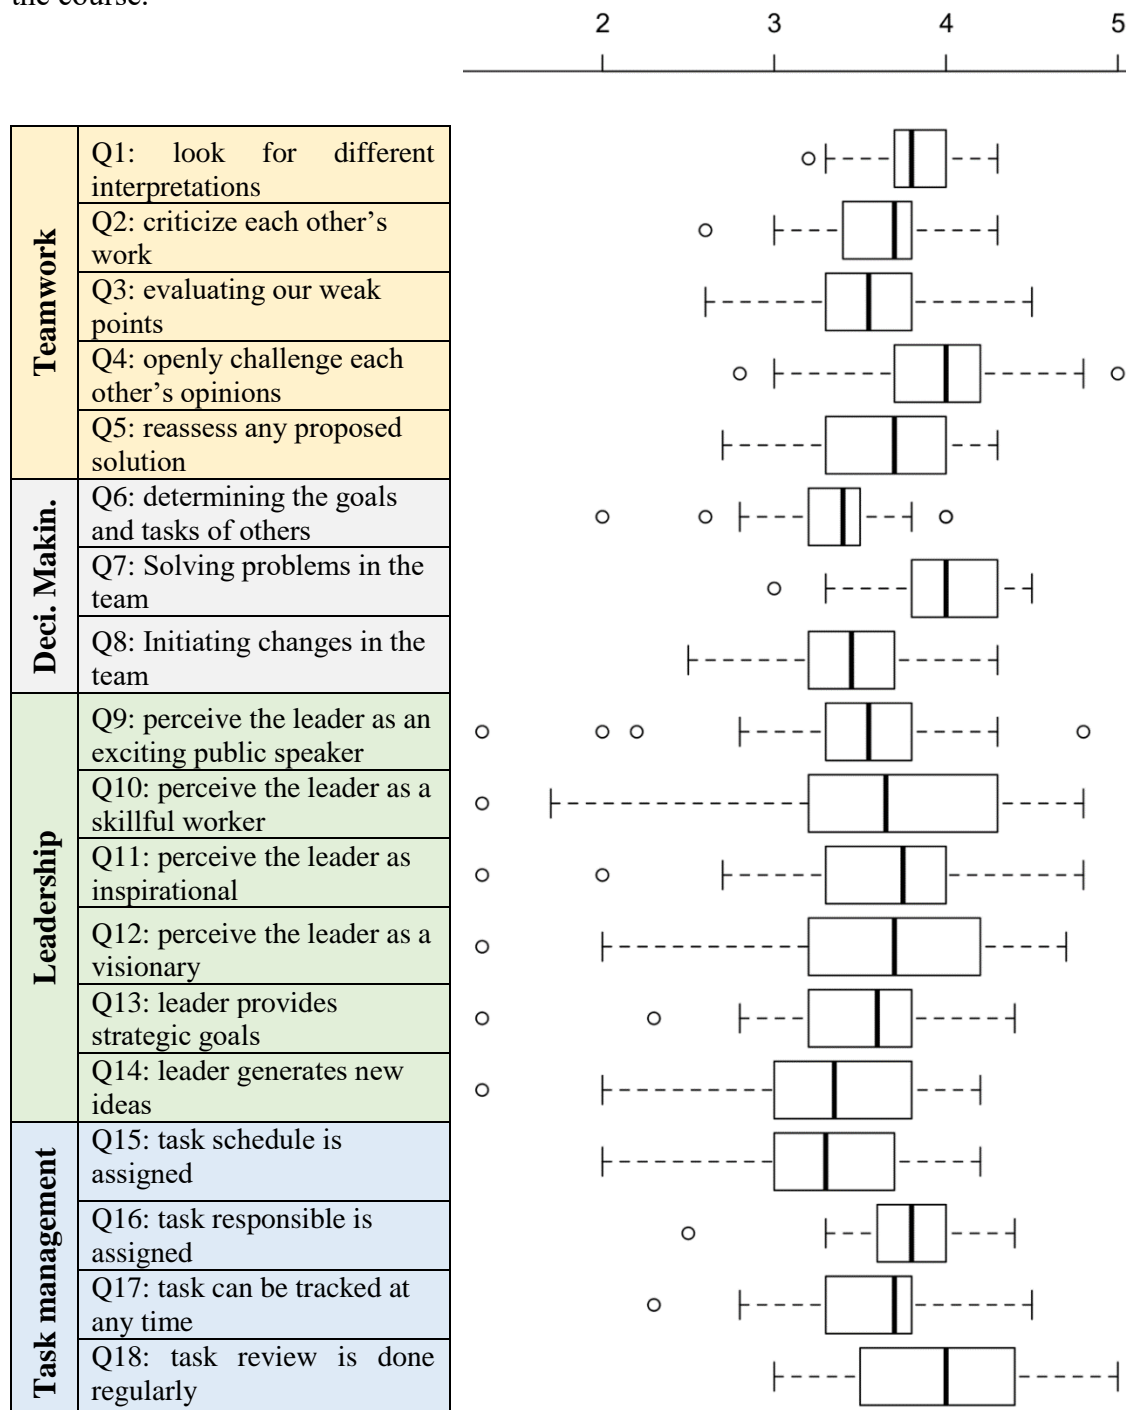 the course.
2 3 4 5
Teamwork
Q1: look for different
interpretations
Q2: criticize each other’s
work
Q3: evaluating our weak
points
Q4: openly challenge each
other’s opinions
Q5: reassess any proposed
solution
Deci. Makin.
Q6: determining the goals
and tasks of others
Q7: Solving problems in the
team
Q8: Initiating changes in the
team
Leadership
Q9: perceive the leader as an
exciting public speaker
Q10: perceive the leader as a
skillful worker
Q11: perceive the leader as
inspirational
Q12: perceive the leader as a
visionary
Q13: leader provides
strategic goals
Q14: leader generates new
ideas
Task management
Q15: task schedule is
assigned
Q16: task responsible is
assigned
Q17: task can be tracked at
any time
Q18: task review is done
regularly